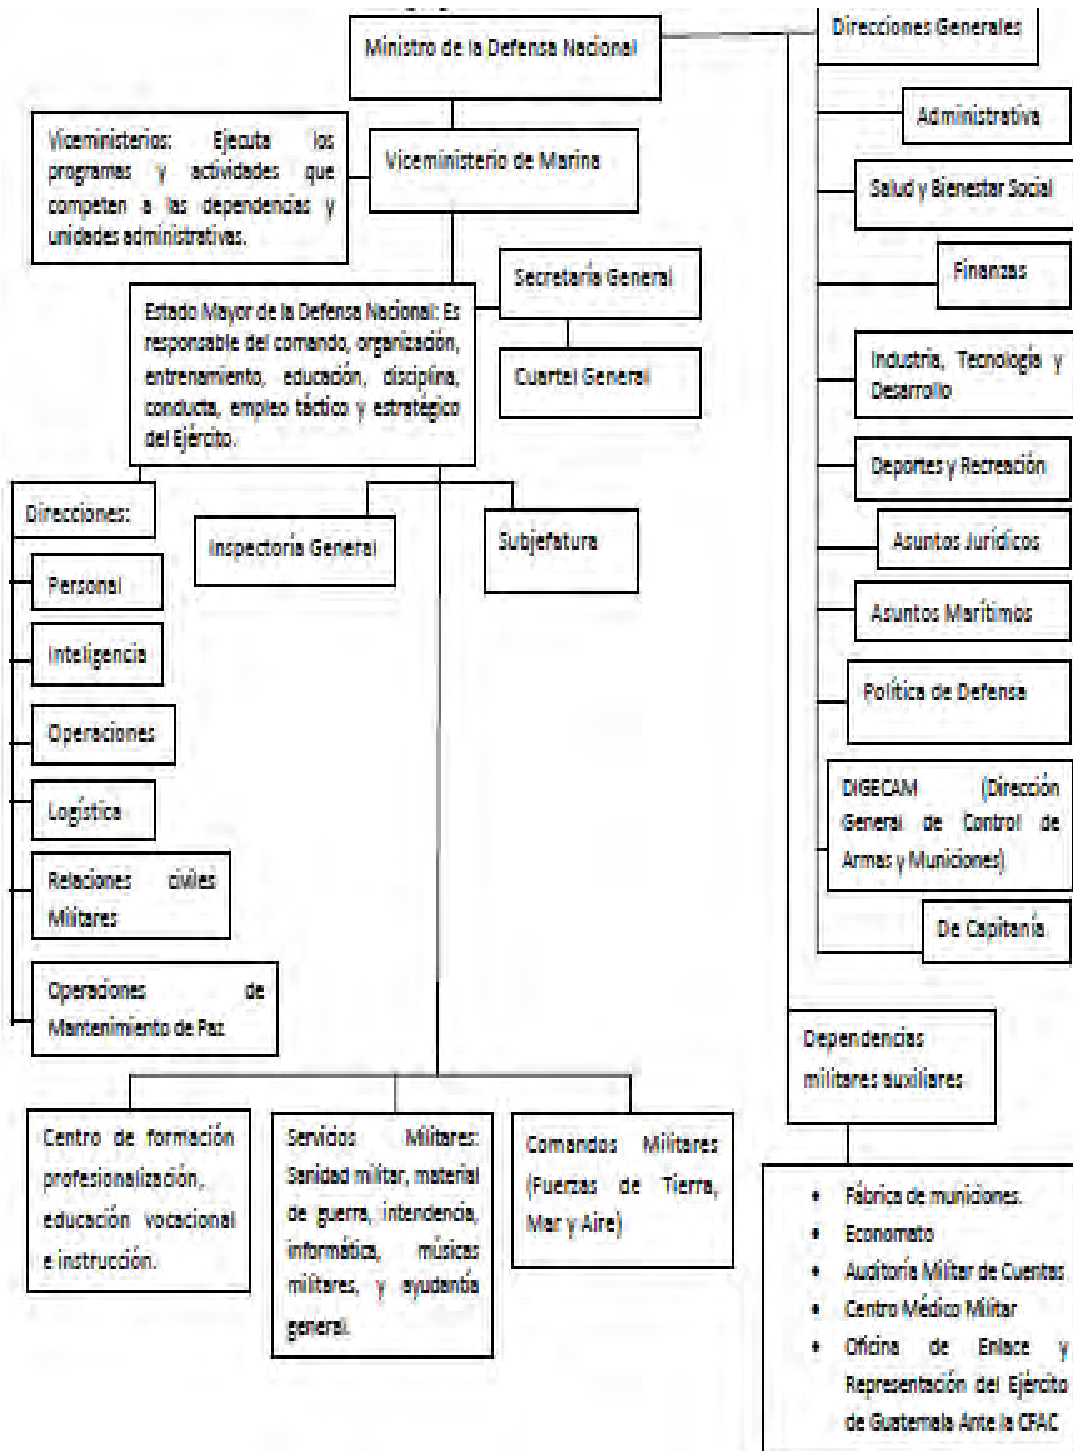 Ministro de la Defensa Nacional
Direcciones Generales
Administrativa
Salud y Bienestar Social
Finanzas
Industria, Tecnología y
Desarrollo
Deportes y Recreación
Asuntos Jurídicos
Asuntos Marítimos
Política de Defensa
DIGECAM (Dirección
General de Control de
Armas y Municiones)
De Capitanía
Viceministerios: Ejecuta los
programas y actividades que
competen a las dependencias y
unidades administrativas.
Viceministerio de Marina
Secretaría General
Cuartel General
Estado Mayor de la Defensa Nacional: Es
responsable del comando, organización,
entrenamiento, educación, disciplina,
conducta, empleo táctico y estratégico
del Ejército.
Direcciones:
Personal
Inteligencia
Operaciones
Logística
Relaciones civiles
Militares
Operaciones de
Mantenimiento de Paz
Inspectoría General
Subjefatura
Centro de formación
profesionalización,
educación vocacional
e instrucción.
Servicios Militares:
Sanidad militar, material
de guerra, intendencia,
informática, músicas
militares, y ayudantía
general.
Comandos Militares
(Fuerzas de Tierra,
Mar y Aire)
Dependencias
militares auxiliares
• Fábrica de municiones.
• Economato
• Auditoría Militar de Cuentas
• Centro Médico Militar
• Oficina de Enlace y
Representación del Ejército
de Guatemala Ante la CFAC